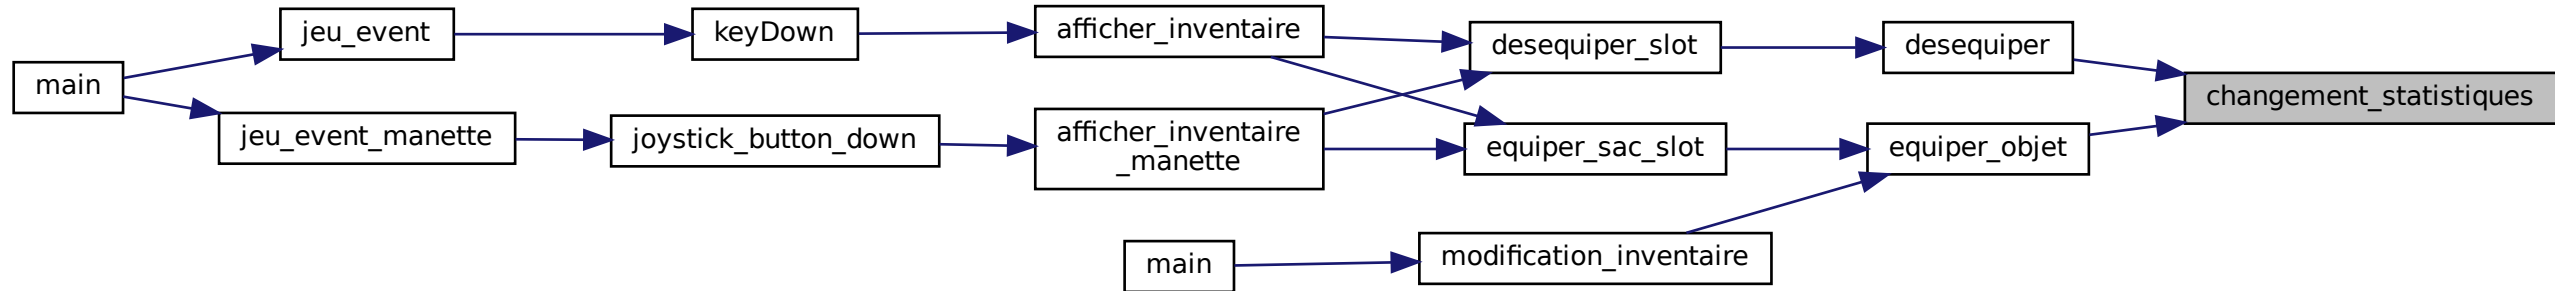 main
jeu_event
jeu_event_manette
keyDown
joystick_button_down
afficher_inventaire
afficher_inventaire
_manette
main
desequiper_slot
equiper_sac_slot
modification_inventaire
desequiper
equiper_objet
changement_statistiques